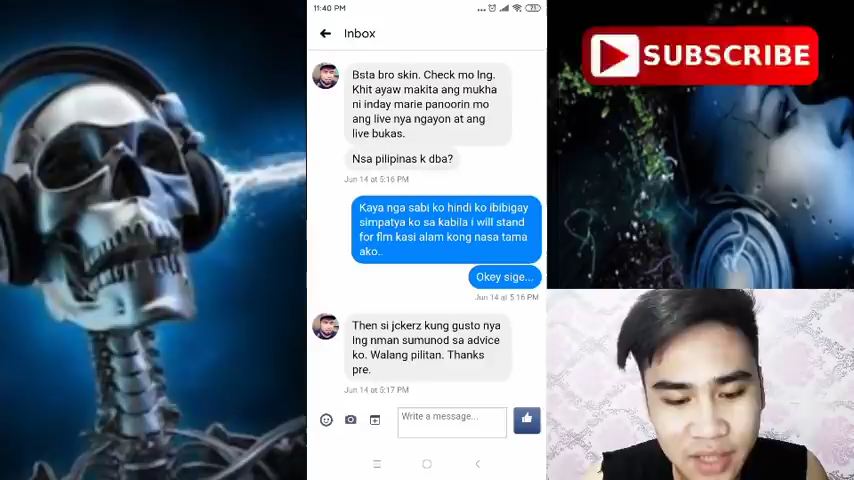 11:40 PM
71
Inbox
SUBSCRIBE
Bsta bro skin. Check mo lng.
Khit ayaw makita ang mukha
ni inday marie panoorin mo
ang live nya ngayon at ang
live bukas.
Nsa pilipinas k dba?
Jun 14 at 5:16 PM
Kaya nga sabi ko hindi ko ibibigay
simpatya ko sa kabila i will stand
for flm kasi alam kong nasa tama
ako..
Okey sige...
Jun 14 at 5:16 PM
Then si jckerz kung gusto nya
ing nman sumunod sa advice
ko. Walang pilitan. Thanks
pre.
Jun 14 at 5:17 PM
Write a message...